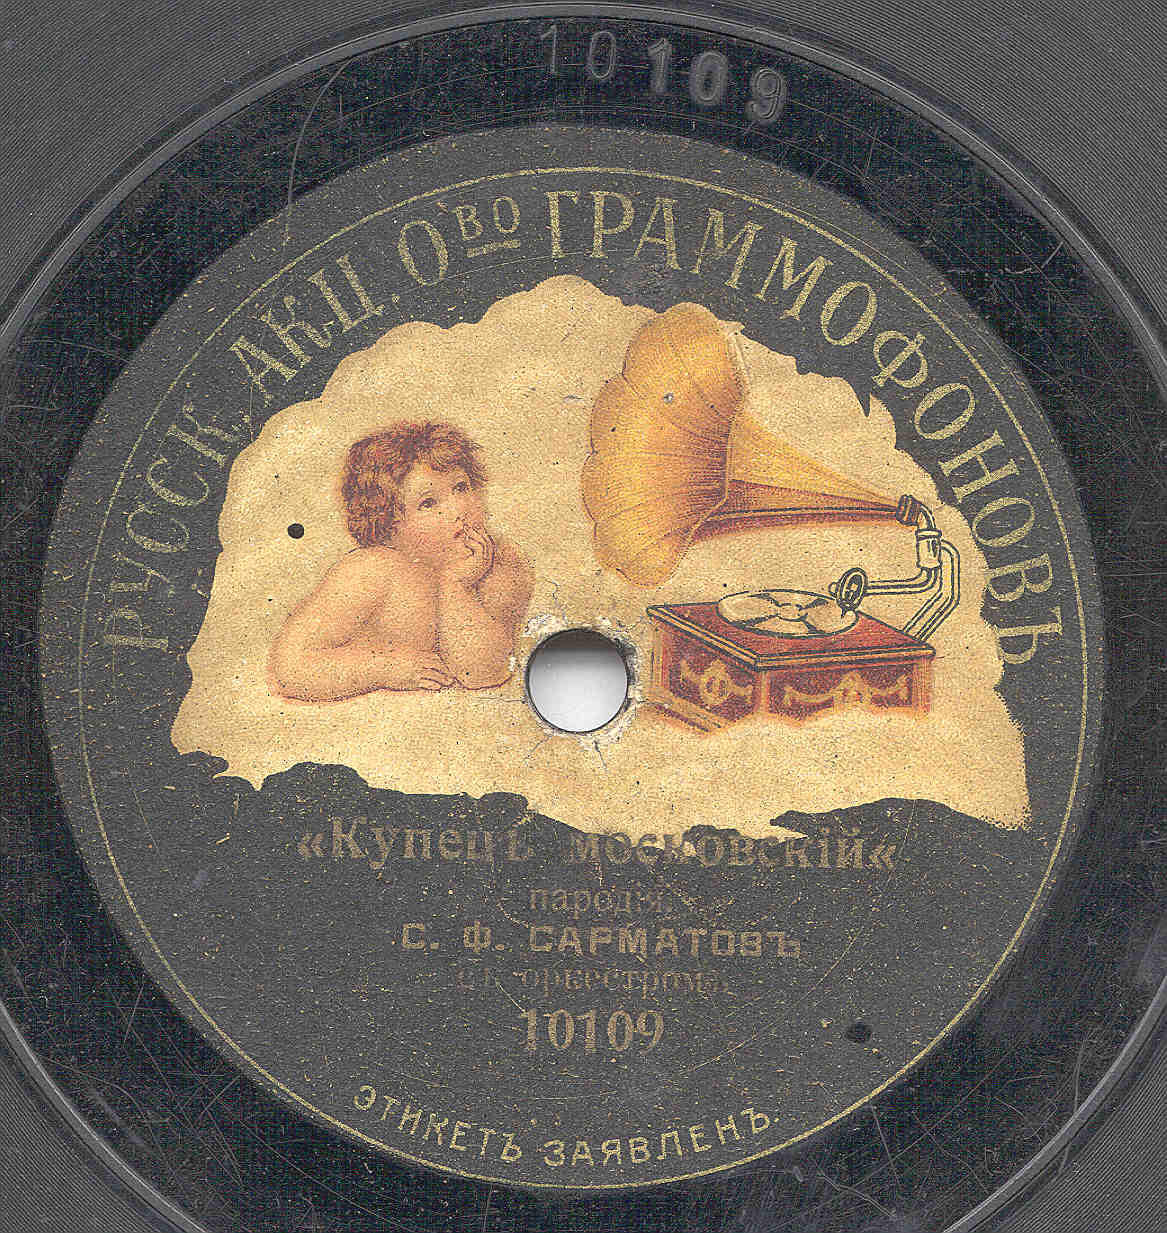 10109
РУССК. АКЦ. О‌ВО ГРАММОФОНОВЪ
«Купецъ московскій«
пародія,
С. Ф. САРМАТОВЪ
съ оркестромъ.
10109
ЭТИКЕТЪ ЗАЯВЛЕНЪ.